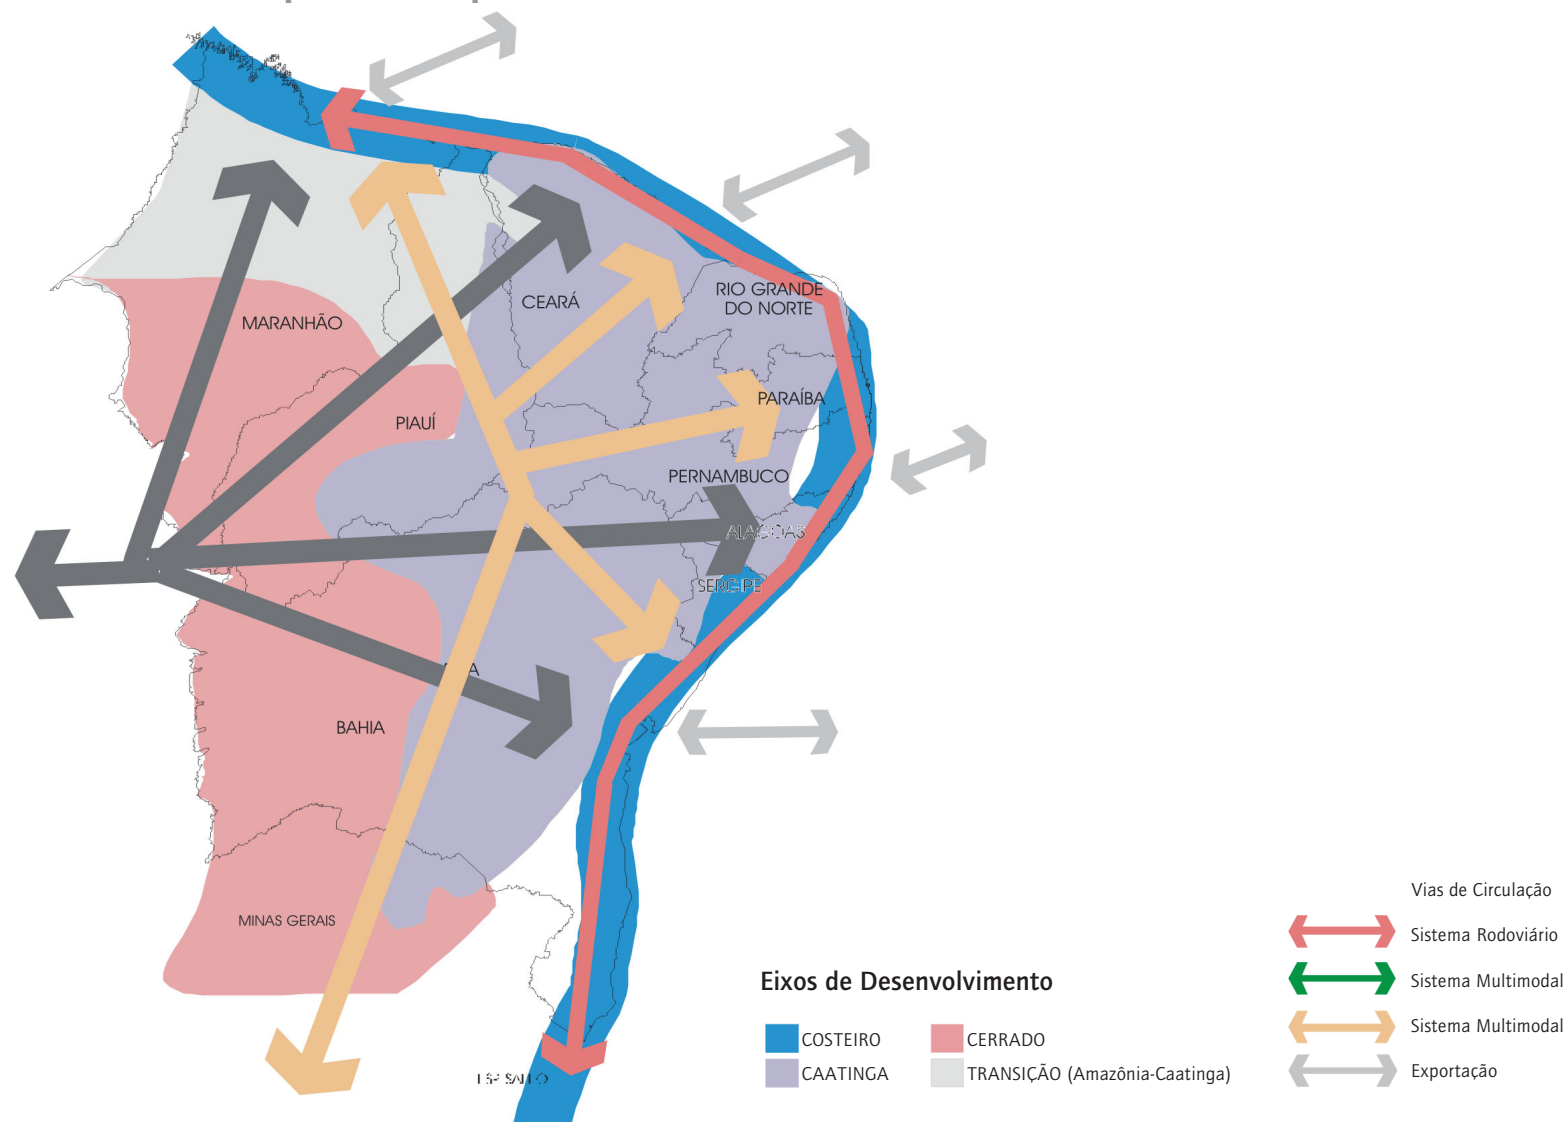 CEARÁ
RIO GRANDE
DO NORTE
MARANHÃO
PARAÍBA
PIAUÍ
PERNAMBUCO
ALAGOAS
SERGIPE
BAHIA
MINAS GERAIS
Eixos de Desenvolvimento
COSTEIRO
CERRADO
CAATINGA
TRANSIÇÃO (Amazônia-Caatinga)
Vias de Circulação
Sistema Rodoviário
Sistema Multimodal
Sistema Multimodal
Exportação